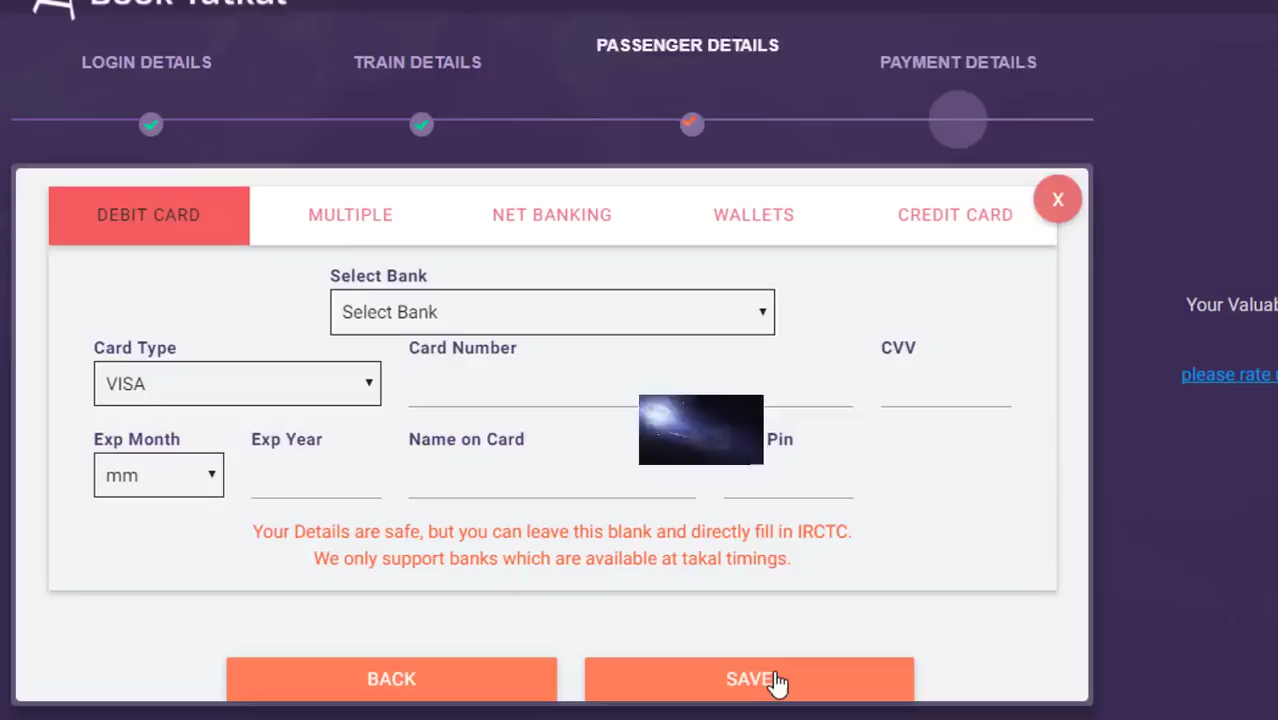 Book Tatkal
LOGIN DETAILS
TRAIN DETAILS
PASSENGER DETAILS
PAYMENT DETAILS
DEBIT CARD
MULTIPLE
NET BANKING
WALLETS
CREDIT CARD
X
Select Bank
Select Bank
Card Type
Card Number
CVV
VISA
Exp Month
Exp Year
Name on Card
Pin
mm
Your Details are safe, but you can leave this blank and directly fill in IRCTC.
We only support banks which are available at takal timings.
BACK
SAVE
Your Valuab
please rate